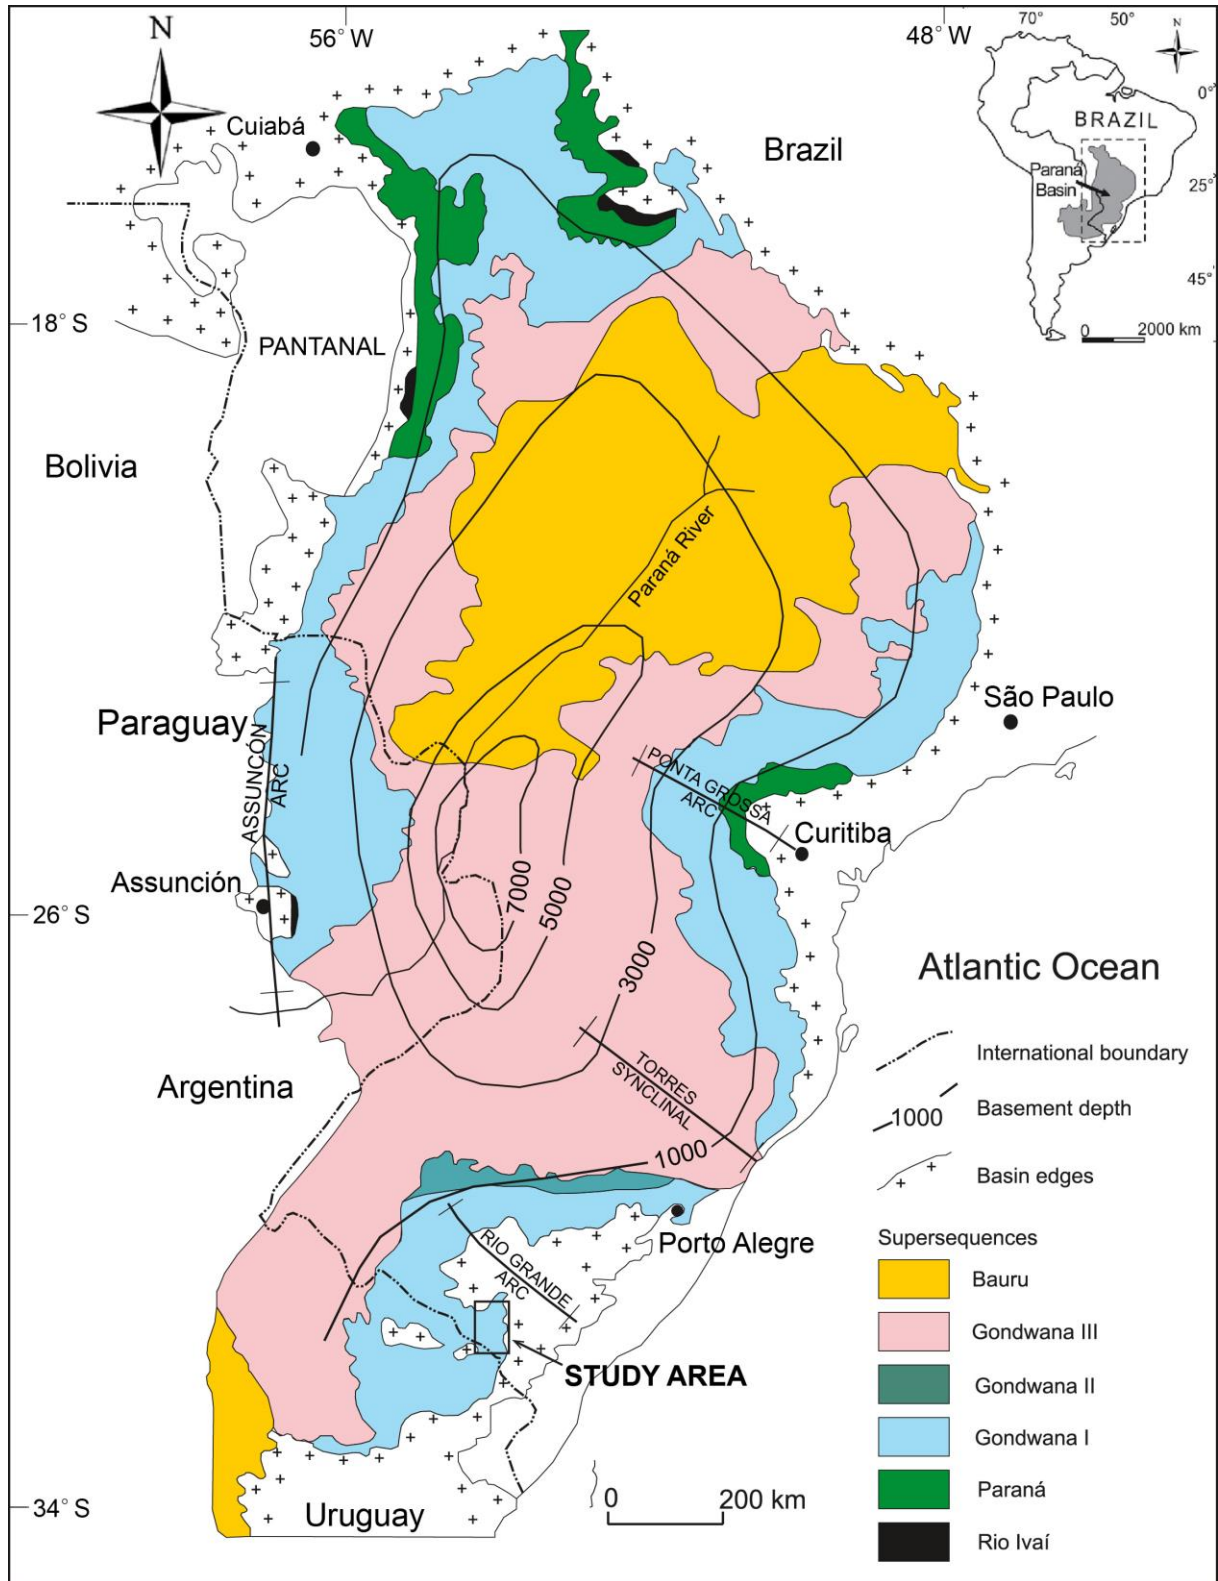 N
56° W
48° W
70°
50°
0°
BRAZIL
Paraná
Basin
25°
45°
0
2000 km
Cuiabá
Brazil
18° S
PANTANAL
Bolivia
Paraná River
Paraguay
ASSUNCÓN
ARC
São Paulo
PONTA GROSSA
ARC
Curitiba
Assunción
26° S
7000
5000
3000
Atlantic Ocean
TORRES
SYNCLINAL
Argentina
1000
International boundary
1000
Basement depth
Basin edges
RIO GRANDE
ARC
Porto Alegre
STUDY AREA
Supersequences
Bauru
Gondwana III
Gondwana II
Gondwana I
Paraná
Rio Ivaí
34° S
Uruguay
0
200 km